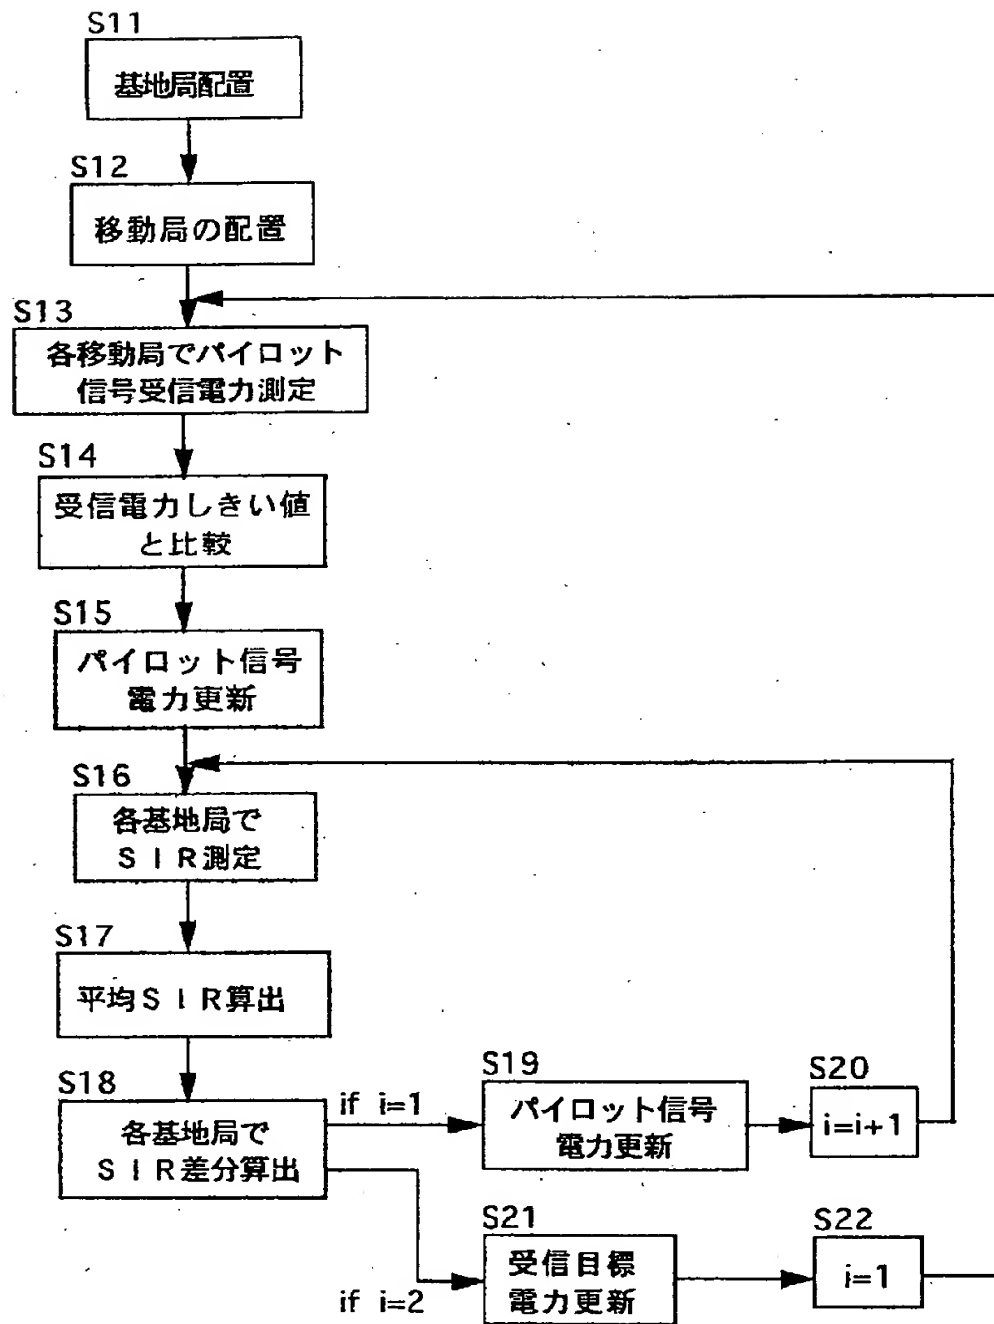 S11
基地局配置
S12
移動局の配置
S13
各移動局でパイロット
信号受信電力測定
S14
受信電力しきい値
と比較
S15
パイロット信号
電力更新
S16
各基地局で
SIR測定
S17
平均SIR算出
S18
各基地局で
SIR差分算出
if i=1
S19
パイロット信号
電力更新
S20
i=i+1
if i=2
S21
受信目標
電力更新
S22
i=1